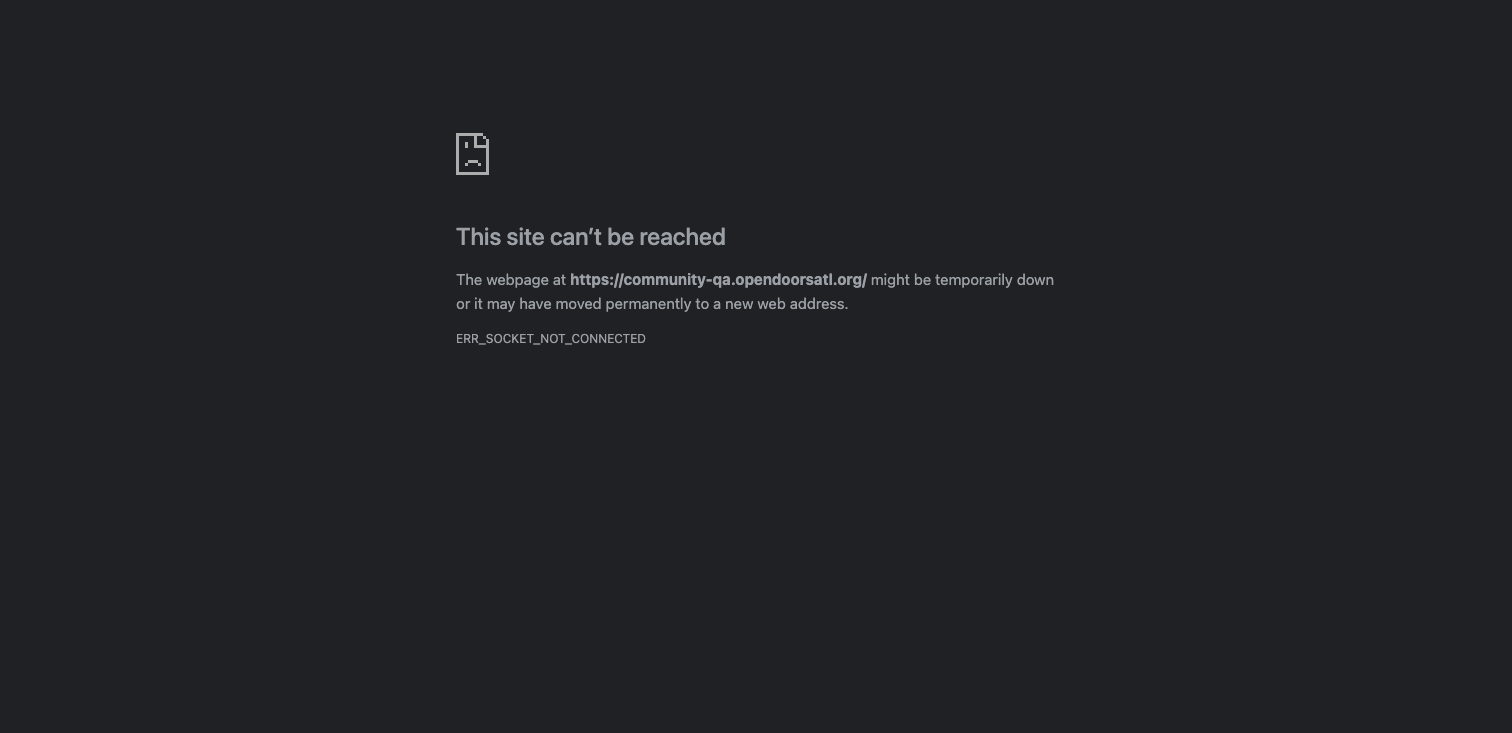 This site can’t be reached
The webpage at https://community-qa.opendoorsatl.org/ might be temporarily down
or it may have moved permanently to a new web address.
ERR_SOCKET_NOT_CONNECTED